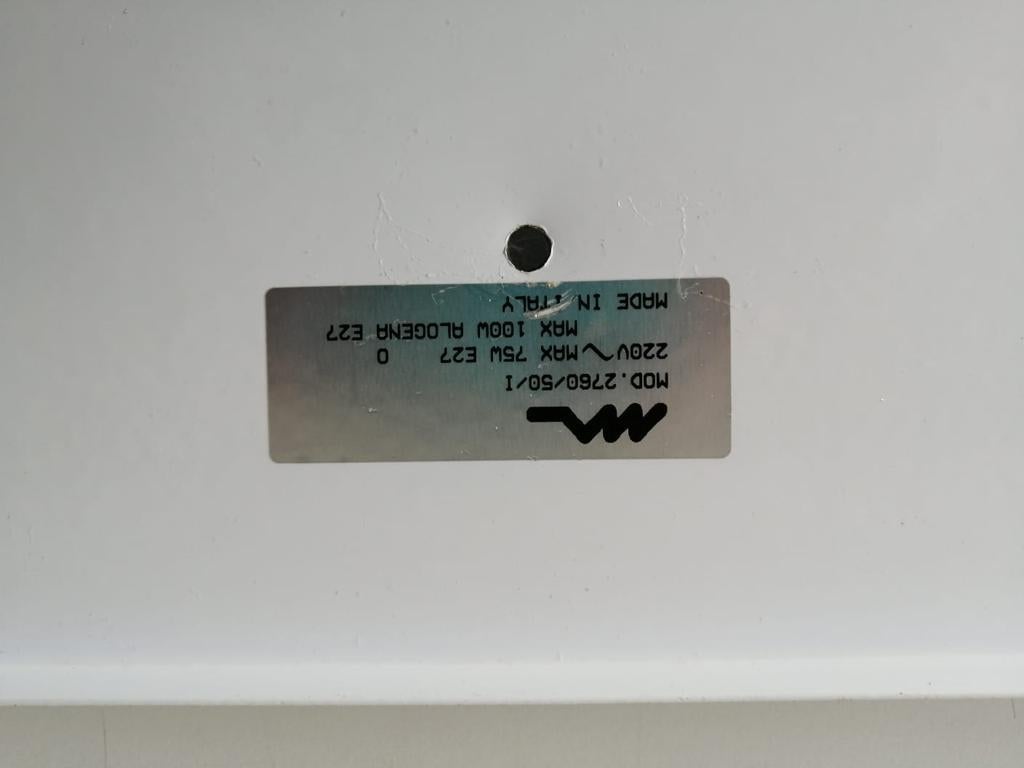 MOD.2760/50/I
220V~MAX 75W E27 O
MAX 100W ALOGENA E27
MADE IN ITALY